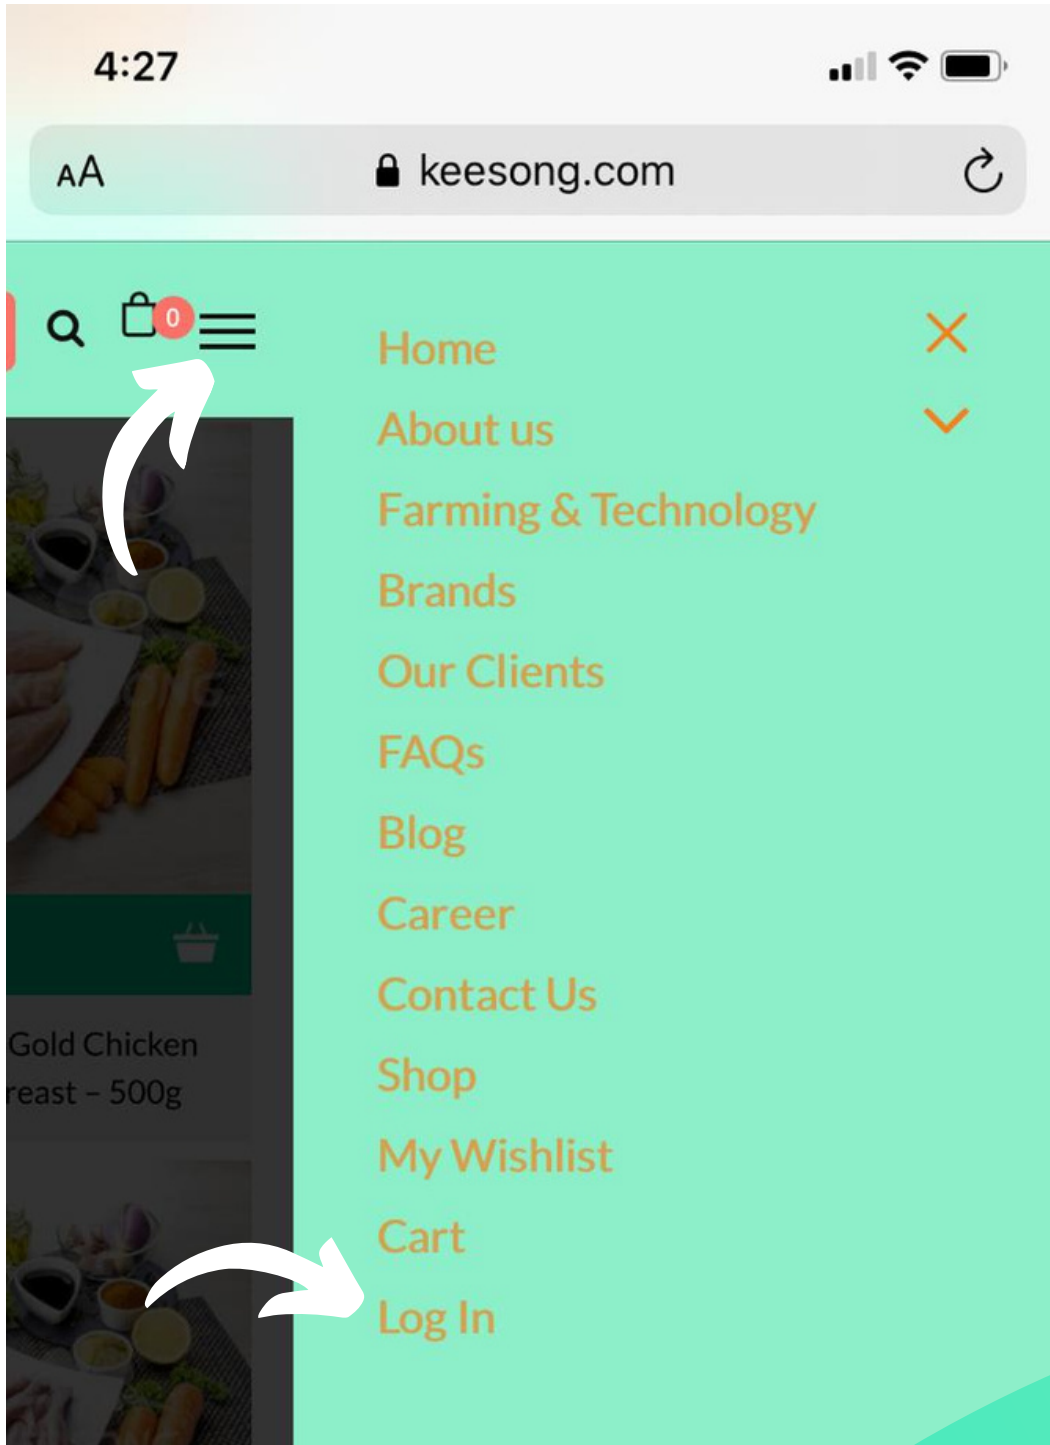 4:27
AA
keesong.com
0
Home
About us
Farming & Technology
Brands
Our Clients
FAQs
Blog
Career
Contact Us
Shop
My Wishlist
Cart
Log In
Gold Chicken
reast – 500g